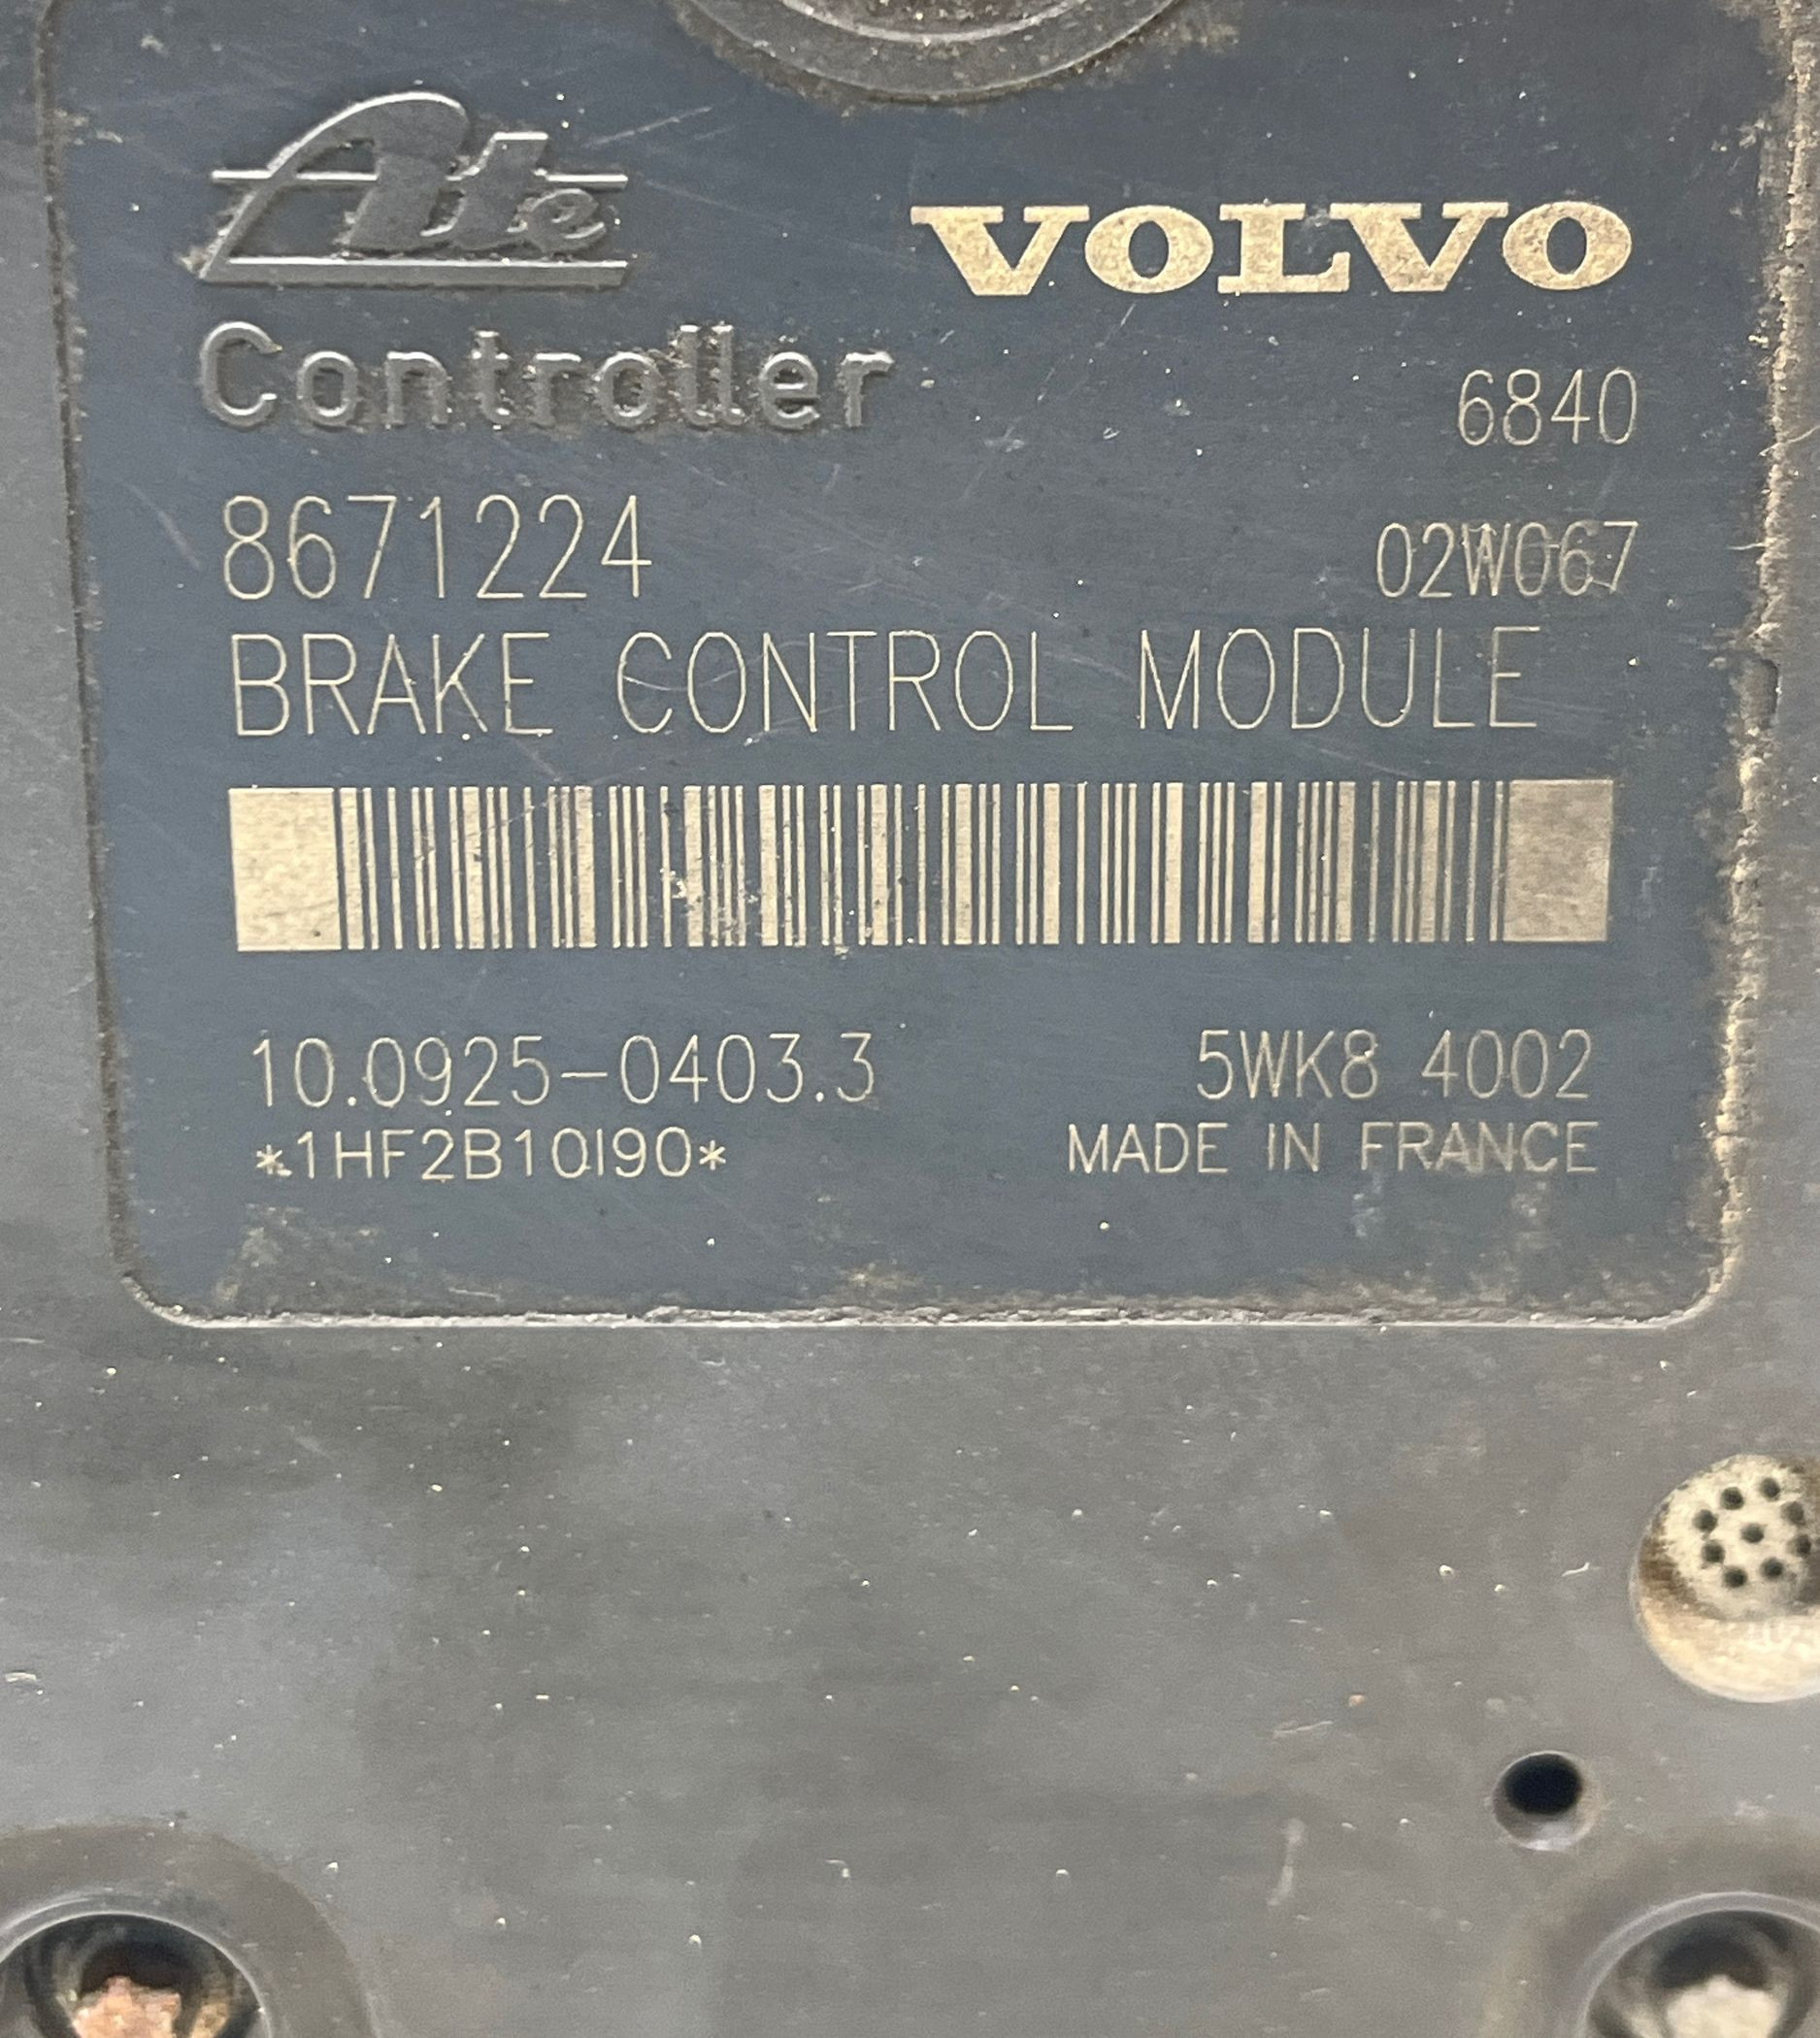 Ate
VOLVO
Controller
6840
8671224
02W067
BRAKE CONTROL MODULE
10.0925-0403.3
5WK8 4002
*1HF2B10I90*
MADE IN FRANCE